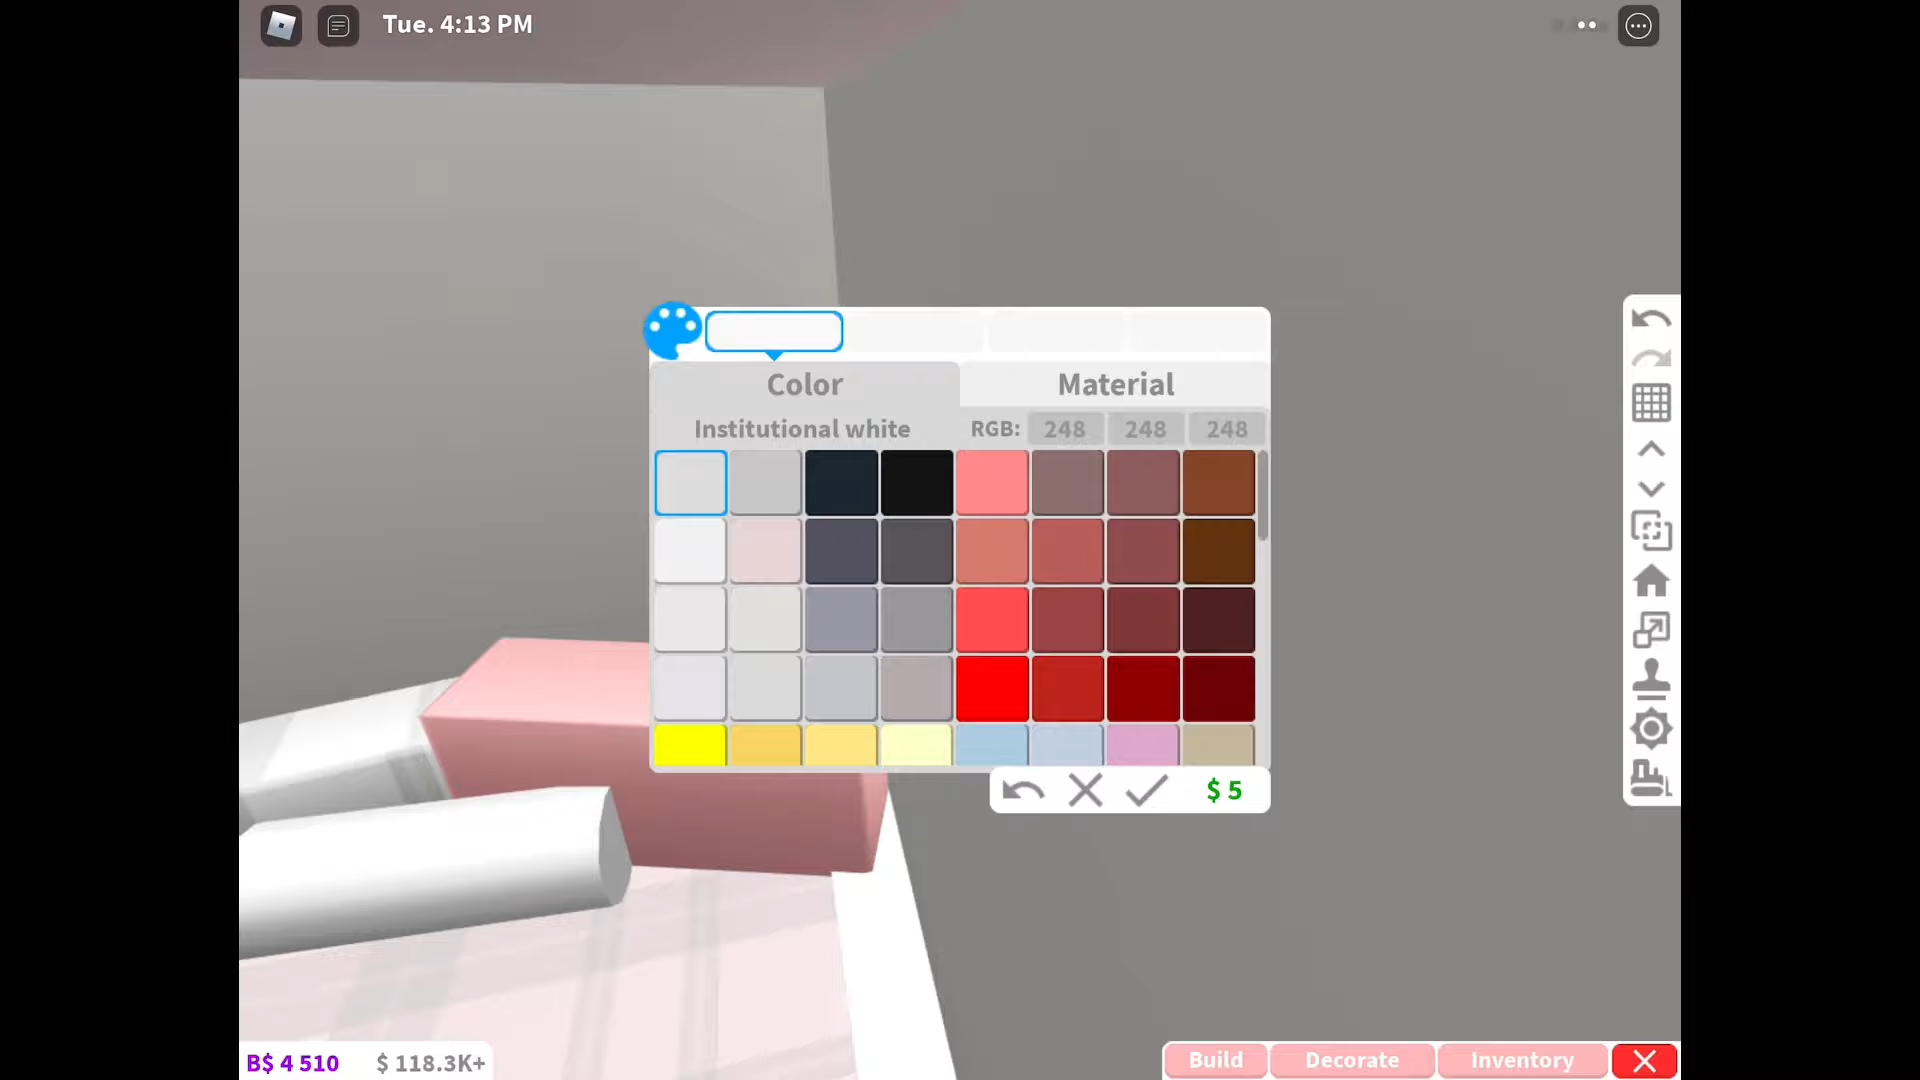 Tue. 4:13 PM
Color
Material
Institutional white
RGB: 248 248 248
$ 5
B$ 4 510
$ 118.3K+
Build
Decorate
Inventory